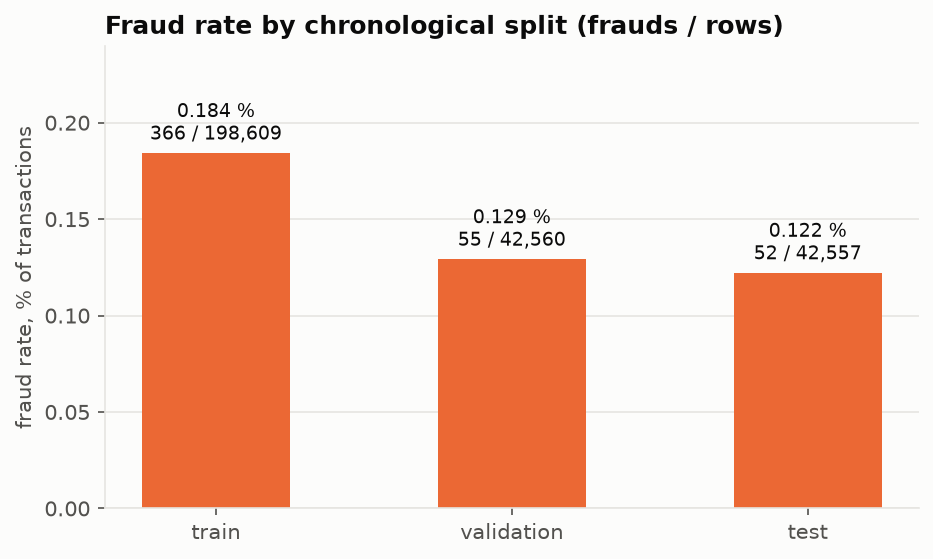 Fraud rate by chronological split (frauds / rows)
fraud rate, % of transactions
0.20
0.15
0.10
0.05
0.00
0.184 %
366 / 198,609
0.129 %
55 / 42,560
0.122 %
52 / 42,557
train
validation
test